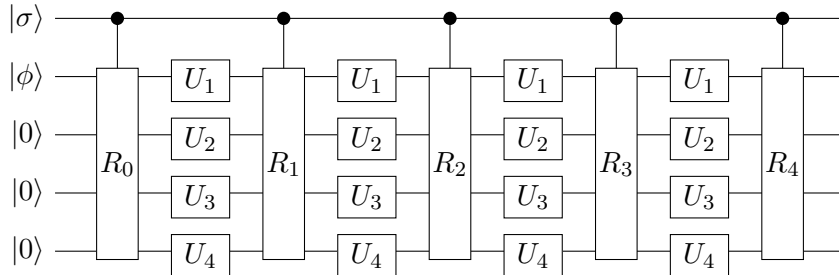 |σ⟩
|ϕ⟩ U₁ U₁ U₁ U₁
|0⟩ U₂ U₂ U₂ U₂
R₀ R₁ R₂ R₃ R₄
|0⟩ U₃ U₃ U₃ U₃
|0⟩ U₄ U₄ U₄ U₄